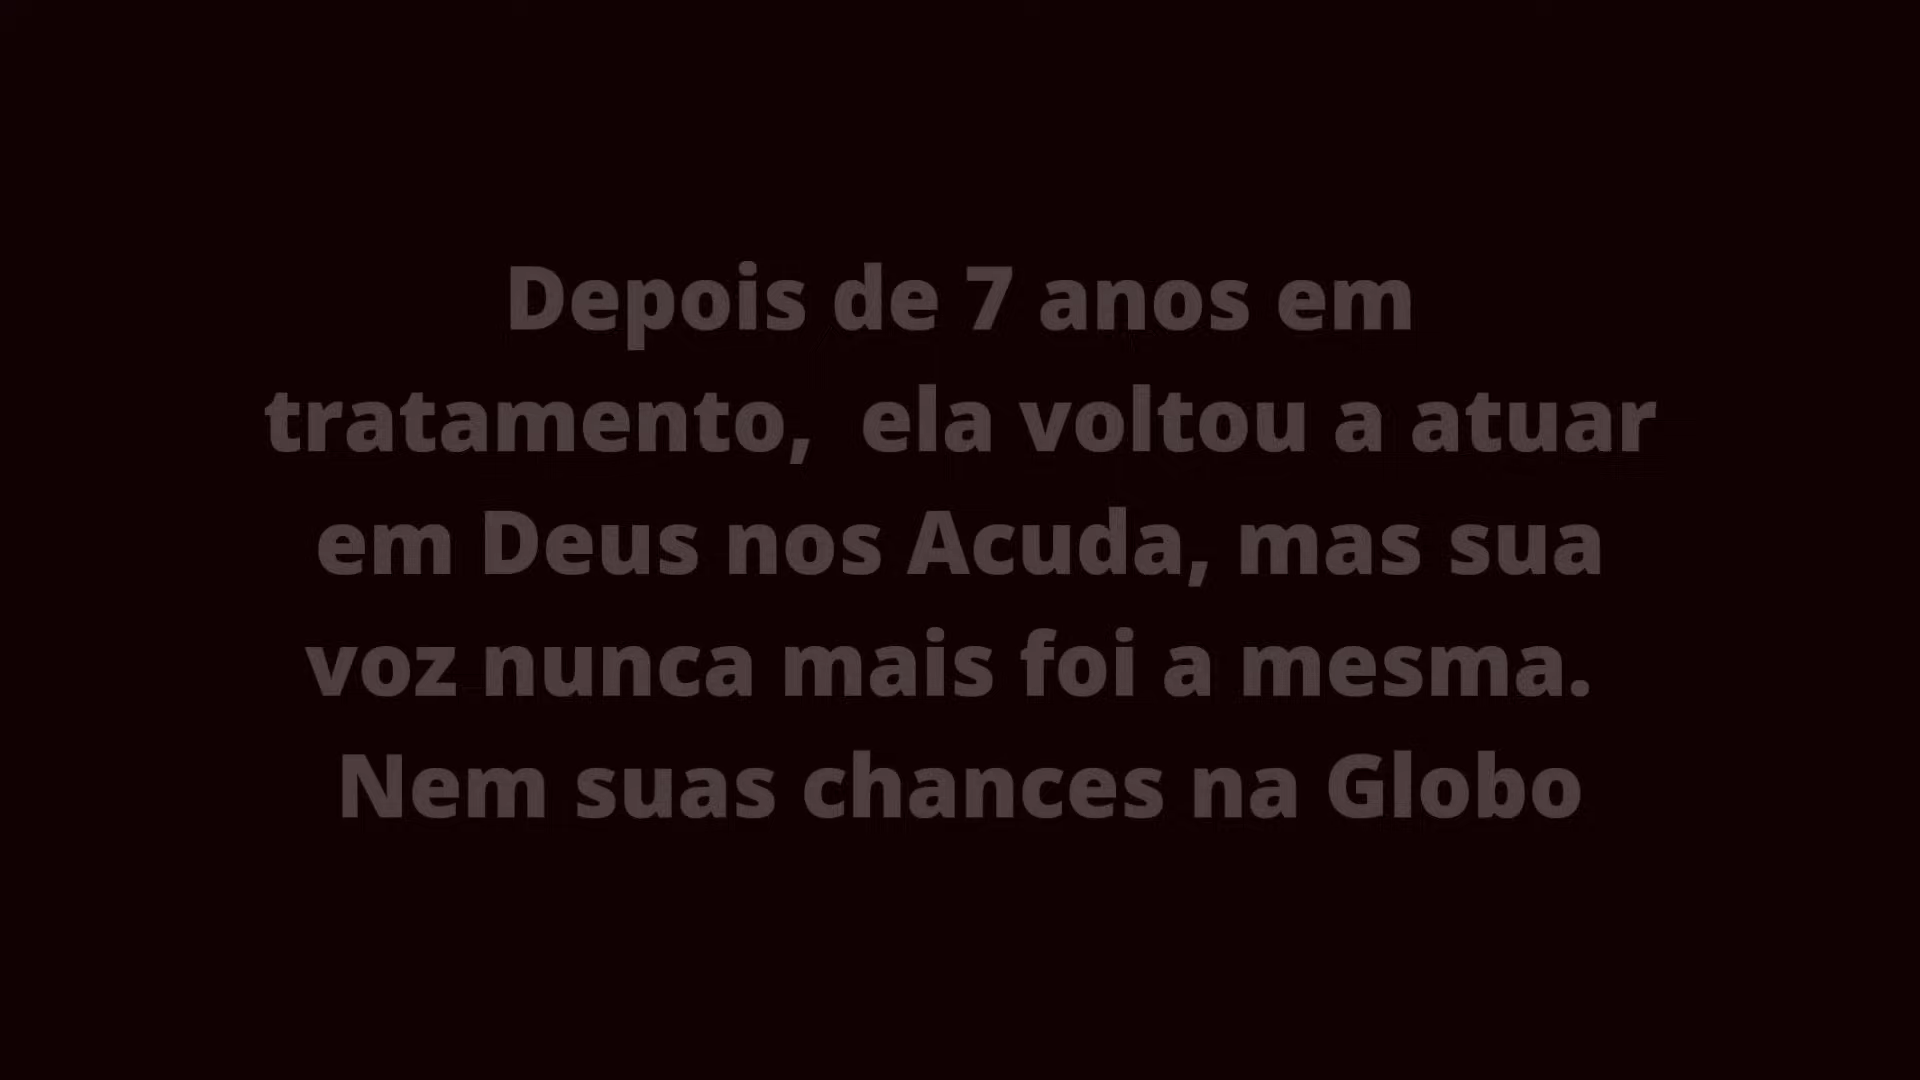 Depois de 7 anos em
tratamento,  ela voltou a atuar
em Deus nos Acuda, mas sua
voz nunca mais foi a mesma.
Nem suas chances na Globo